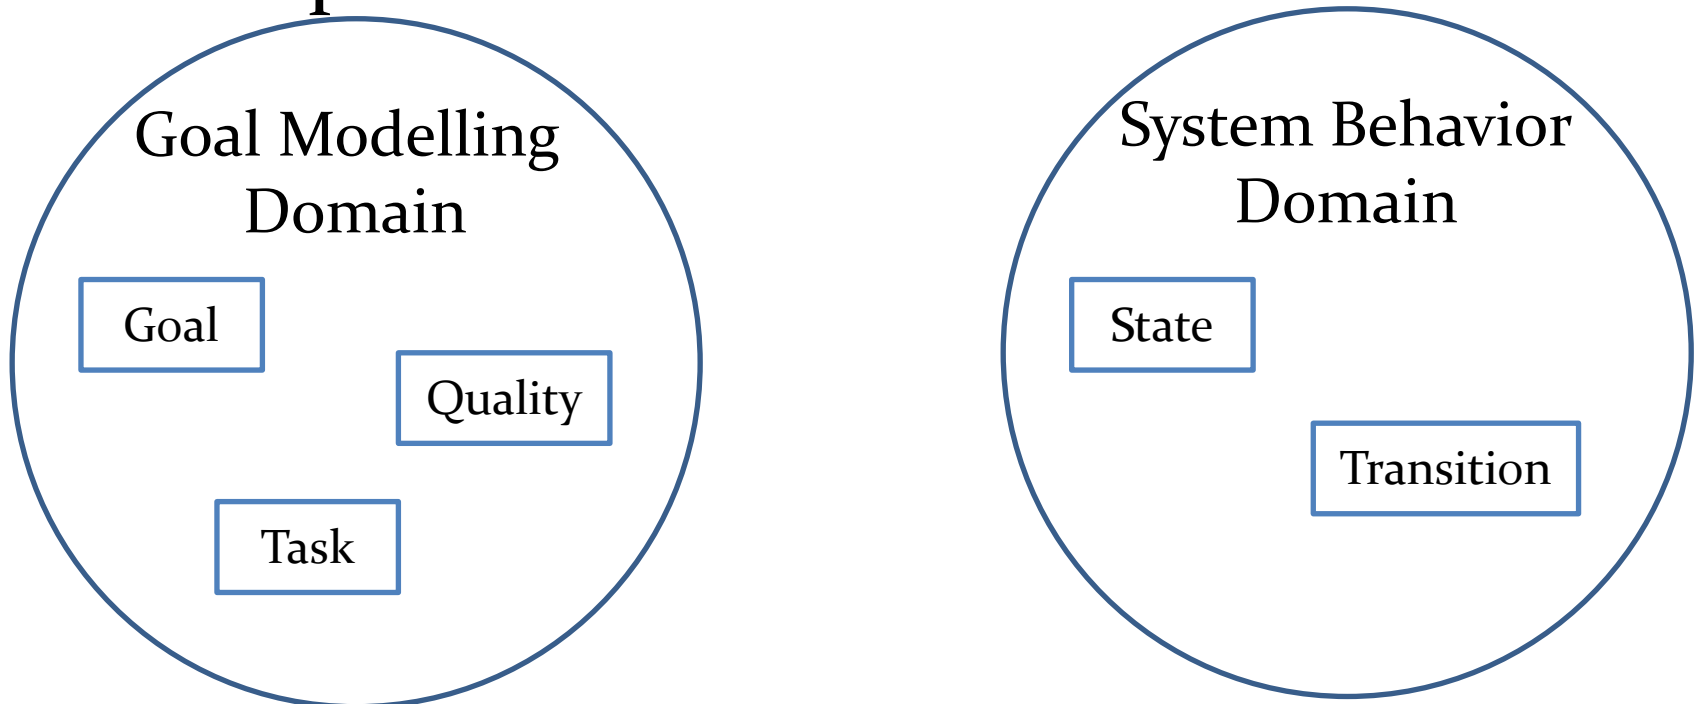 Goal Modelling
Domain
Goal
Quality
Task
System Behavior
Domain
State
Transition